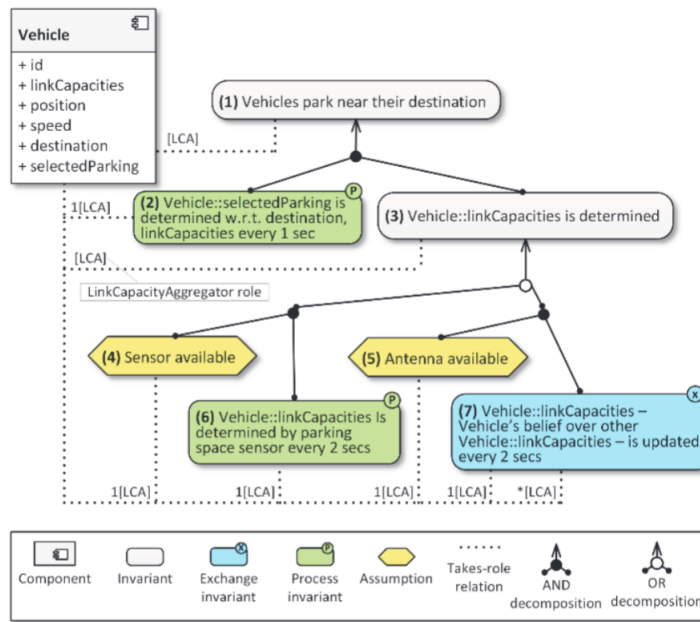 Vehicle
+ id
+ linkCapacities
+ position
+ speed
+ destination
+ selectedParking
(1) Vehicles park near their destination
[LCA]
P
(2) Vehicle::selectedParking is
determined w.r.t. destination,
linkCapacities every 1 sec
1[LCA]
(3) Vehicle::linkCapacities is determined
[LCA]
LinkCapacityAggregator role
(4) Sensor available
(5) Antenna available
P
(6) Vehicle::linkCapacities Is
determined by parking
space sensor every 2 secs
X
(7) Vehicle::linkCapacities –
Vehicle's belief over other
Vehicle::linkCapacities – is updated
every 2 secs
1[LCA]
1[LCA]
1[LCA]
1[LCA]
*[LCA]
Component
Invariant
X
Exchange
invariant
P
Process
invariant
Assumption
Takes-role
relation
AND
decomposition
OR
decomposition